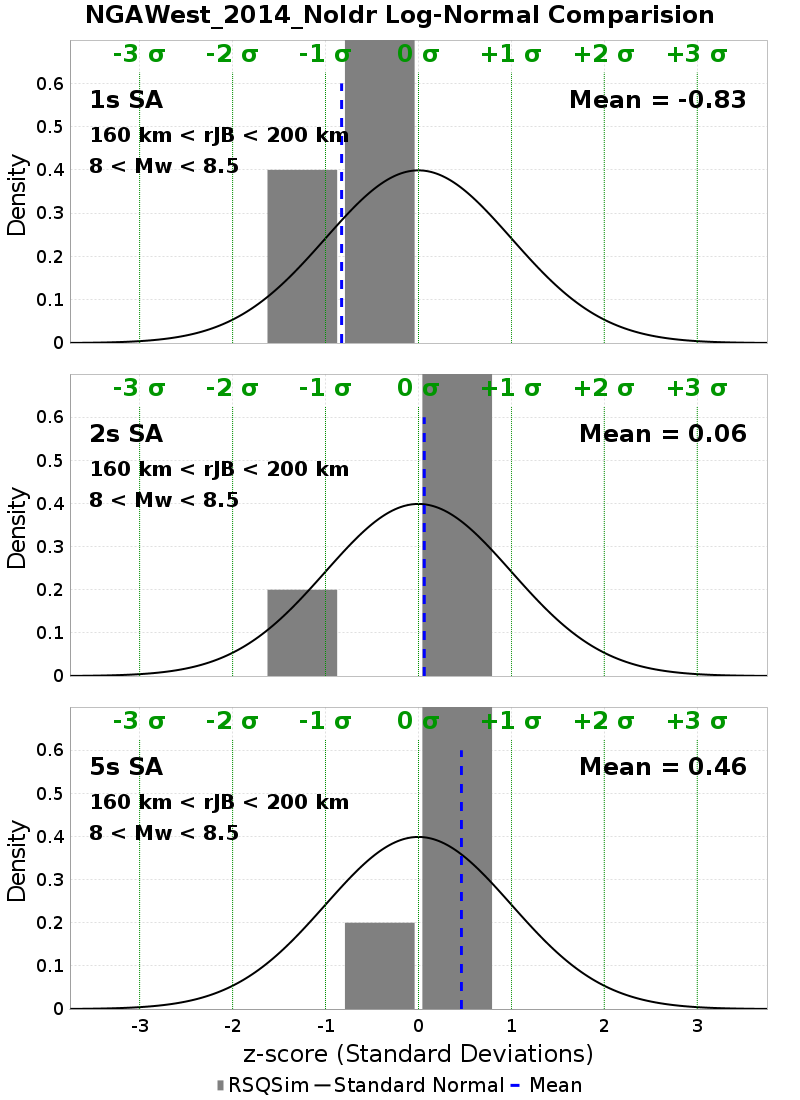 NGAWest_2014_NoIdr Log-Normal Comparision
-3 σ -2 σ -1 σ 0 σ +1 σ +2 σ +3 σ
1s SA Mean = -0.83
160 km < rJB < 200 km
8 < Mw < 8.5
Density
0.6
0.5
0.4
0.3
0.2
0.1
0
-3 σ -2 σ -1 σ 0 σ +1 σ +2 σ +3 σ
2s SA Mean = 0.06
160 km < rJB < 200 km
8 < Mw < 8.5
Density
0.6
0.5
0.4
0.3
0.2
0.1
0
-3 σ -2 σ -1 σ 0 σ +1 σ +2 σ +3 σ
5s SA Mean = 0.46
160 km < rJB < 200 km
8 < Mw < 8.5
Density
0.6
0.5
0.4
0.3
0.2
0.1
0
-3 -2 -1 0 1 2 3
z-score (Standard Deviations)
RSQSim Standard Normal Mean